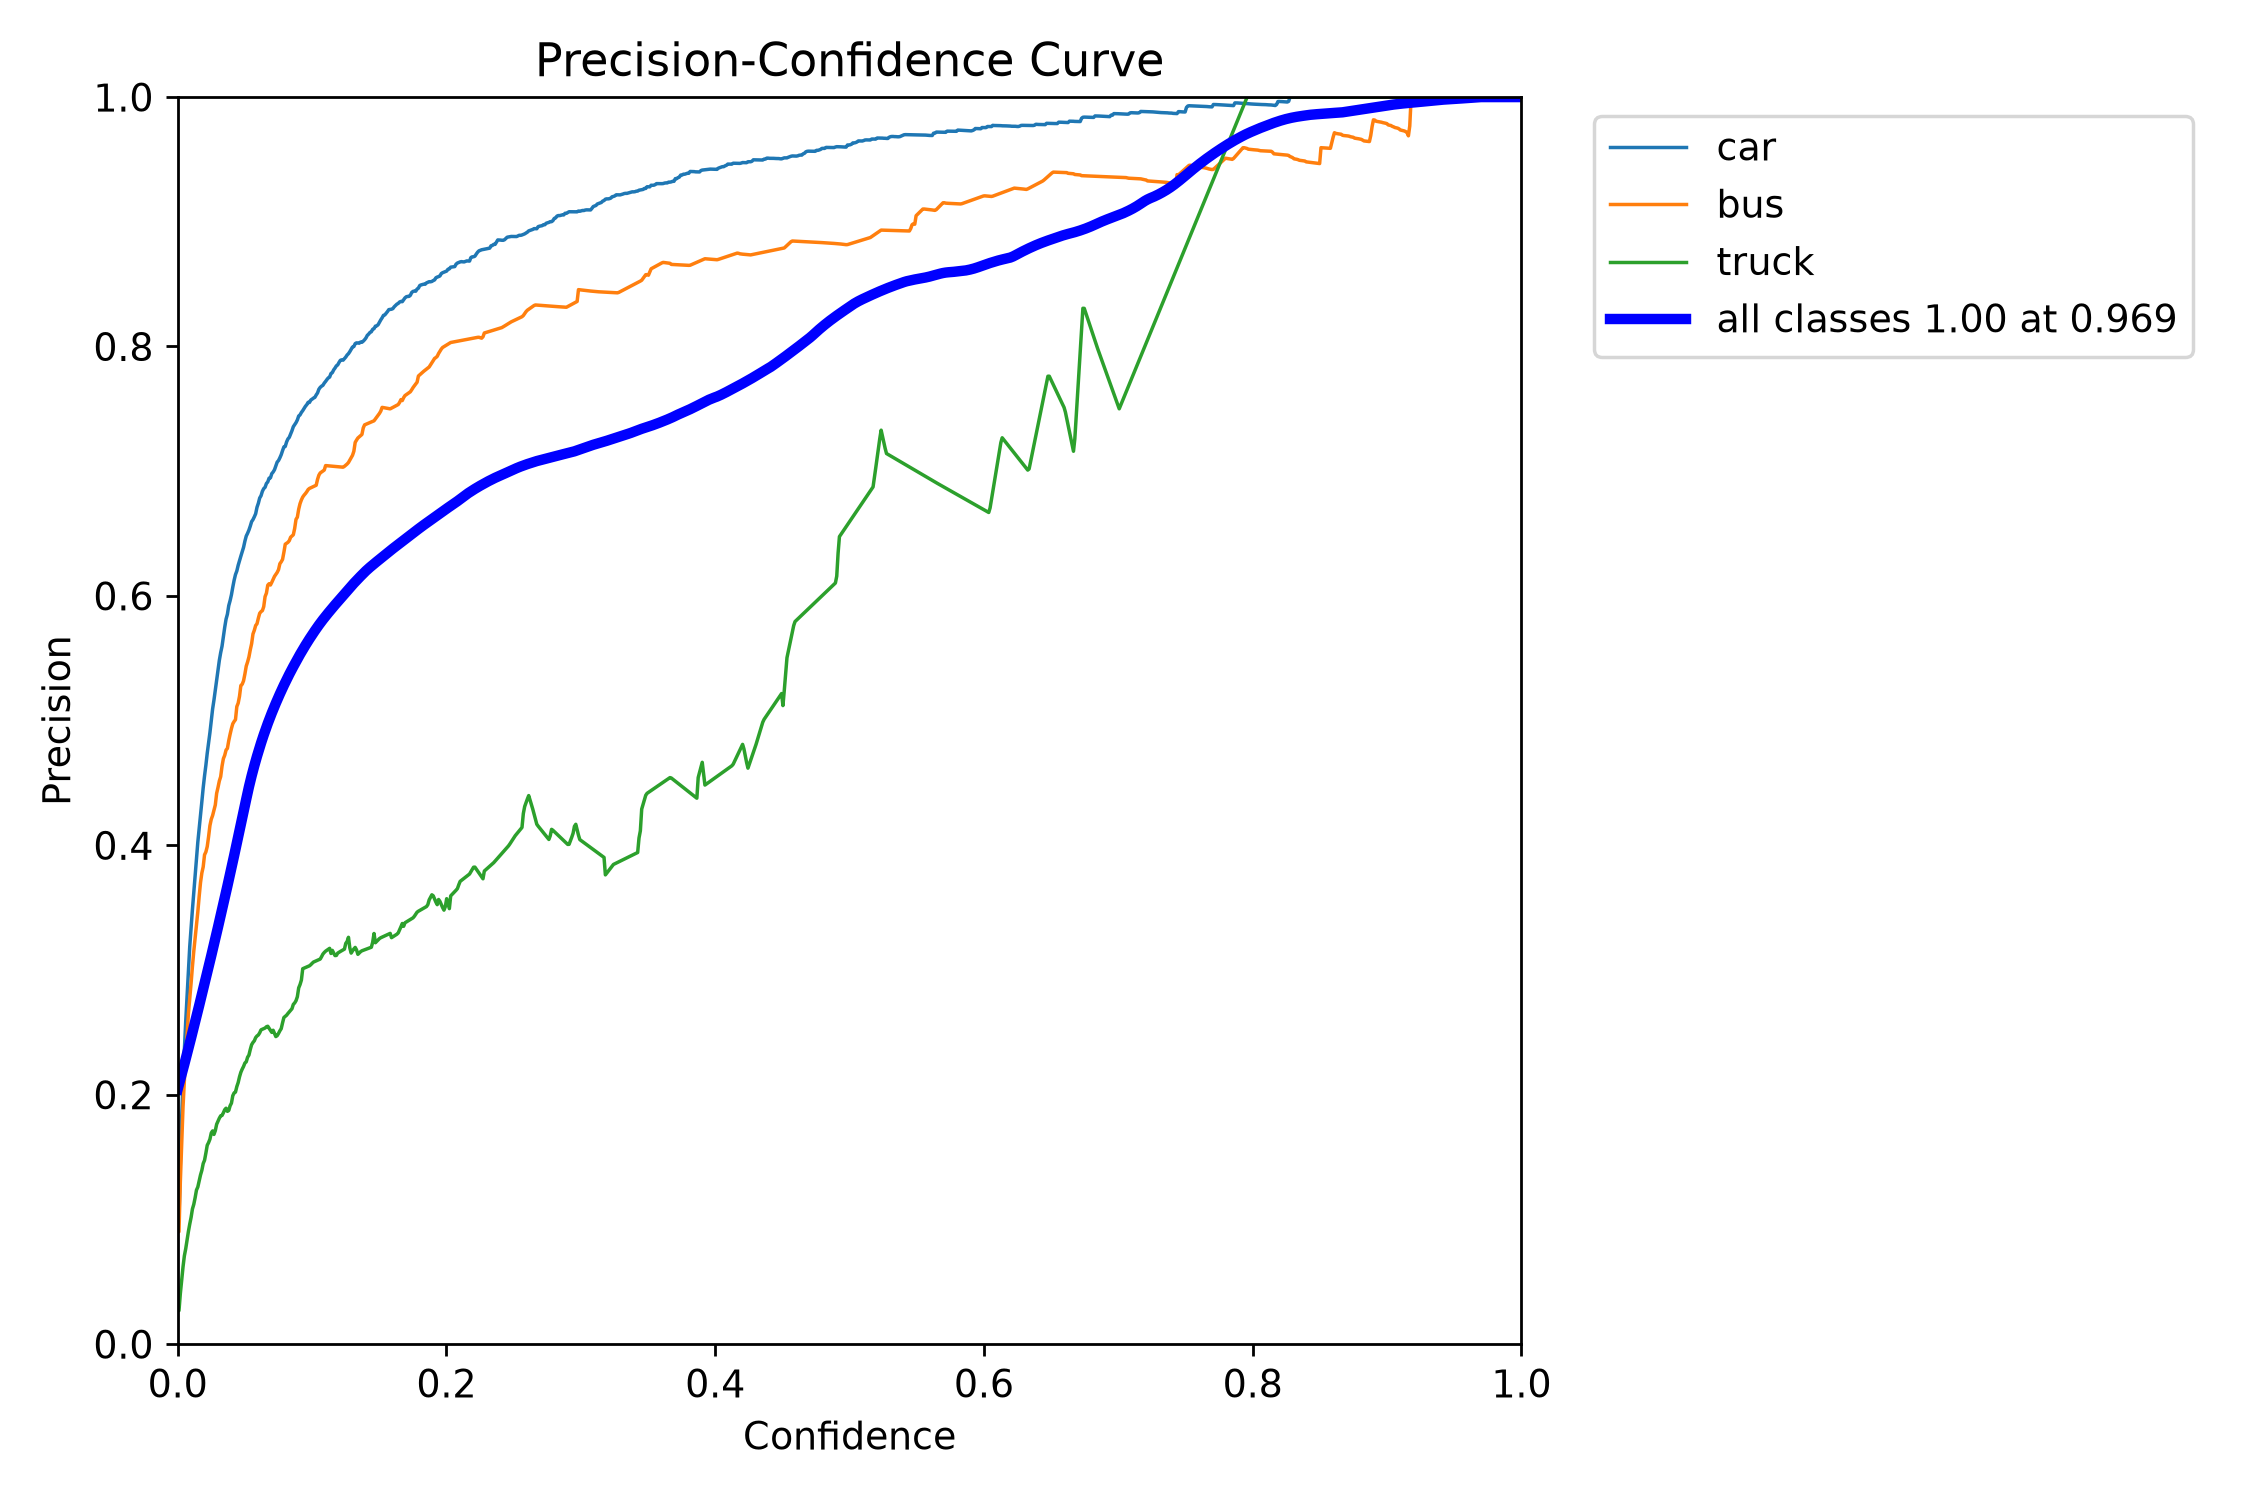 Precision-Confidence Curve
1.0
0.8
0.6
0.4
0.2
0.0
Precision
0.0 0.2 0.4 0.6 0.8 1.0
Confidence
car
bus
truck
all classes 1.00 at 0.969